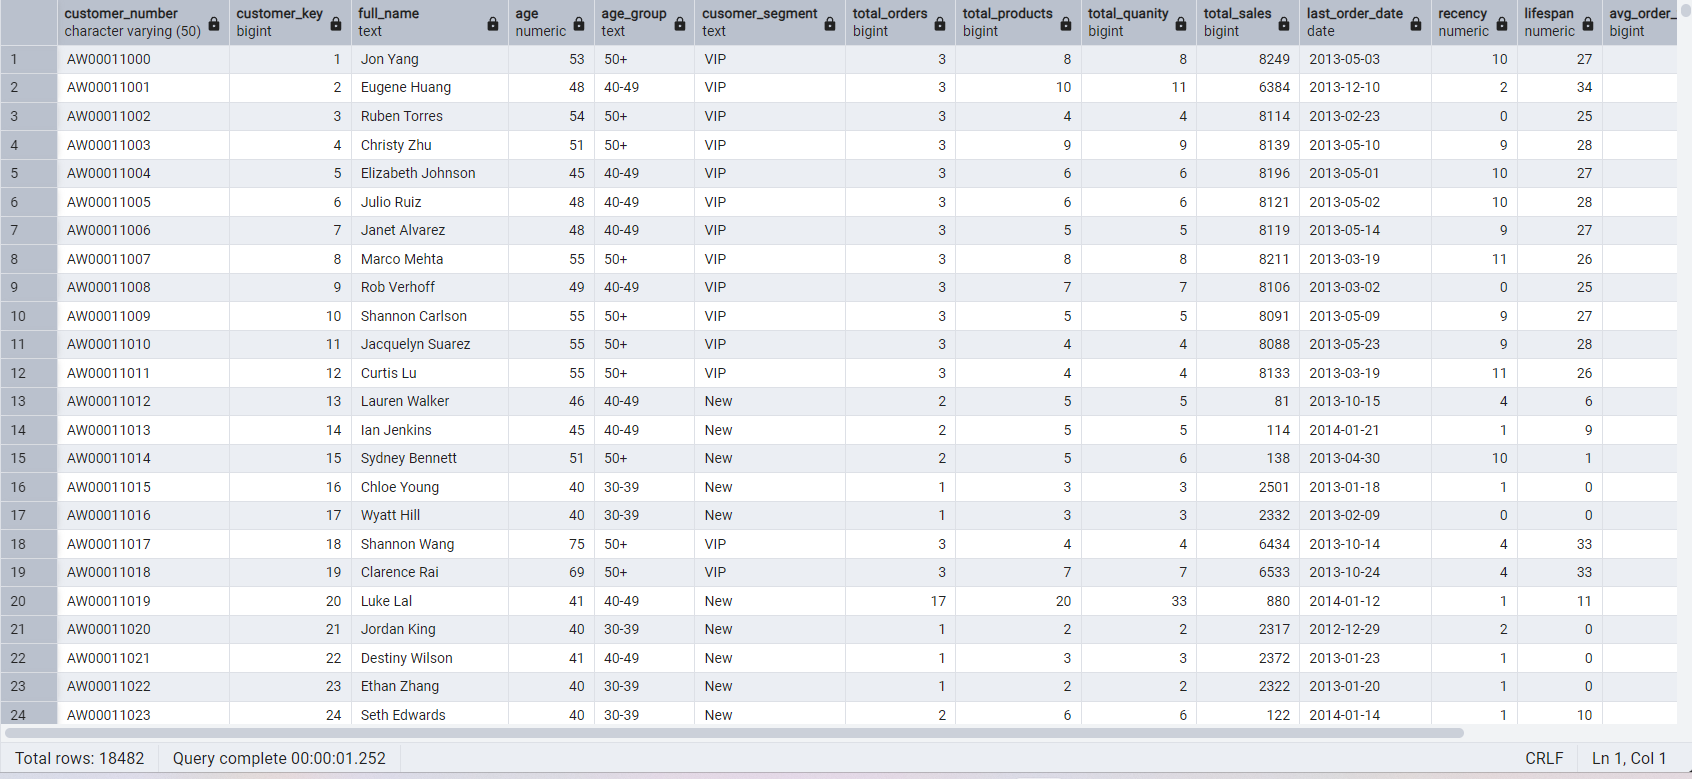 customer_number customer_key full_name age age_group cusomer_segment total_orders total_products total_quanity total_sales last_order_date recency lifespan avg_order_
character varying (50) bigint text numeric text text bigint bigint bigint bigint date numeric numeric bigint
1 AW00011000 1 Jon Yang 53 50+ VIP 3 8 8 8249 2013-05-03 10 27
2 AW00011001 2 Eugene Huang 48 40-49 VIP 3 10 11 6384 2013-12-10 2 34
3 AW00011002 3 Ruben Torres 54 50+ VIP 3 4 4 8114 2013-02-23 0 25
4 AW00011003 4 Christy Zhu 51 50+ VIP 3 9 9 8139 2013-05-10 9 28
5 AW00011004 5 Elizabeth Johnson 45 40-49 VIP 3 6 6 8196 2013-05-01 10 27
6 AW00011005 6 Julio Ruiz 48 40-49 VIP 3 6 6 8121 2013-05-02 10 28
7 AW00011006 7 Janet Alvarez 48 40-49 VIP 3 5 5 8119 2013-05-14 9 27
8 AW00011007 8 Marco Mehta 55 50+ VIP 3 8 8 8211 2013-03-19 11 26
9 AW00011008 9 Rob Verhoff 49 40-49 VIP 3 7 7 8106 2013-03-02 0 25
10 AW00011009 10 Shannon Carlson 55 50+ VIP 3 5 5 8091 2013-05-09 9 27
11 AW00011010 11 Jacquelyn Suarez 55 50+ VIP 3 4 4 8088 2013-05-23 9 28
12 AW00011011 12 Curtis Lu 55 50+ VIP 3 4 4 8133 2013-03-19 11 26
13 AW00011012 13 Lauren Walker 46 40-49 New 2 5 5 81 2013-10-15 4 6
14 AW00011013 14 Ian Jenkins 45 40-49 New 2 5 5 114 2014-01-21 1 9
15 AW00011014 15 Sydney Bennett 51 50+ New 2 5 6 138 2013-04-30 10 1
16 AW00011015 16 Chloe Young 40 30-39 New 1 3 3 2501 2013-01-18 1 0
17 AW00011016 17 Wyatt Hill 40 30-39 New 1 3 3 2332 2013-02-09 0 0
18 AW00011017 18 Shannon Wang 75 50+ VIP 3 4 4 6434 2013-10-14 4 33
19 AW00011018 19 Clarence Rai 69 50+ VIP 3 7 7 6533 2013-10-24 4 33
20 AW00011019 20 Luke Lal 41 40-49 New 17 20 33 880 2014-01-12 1 11
21 AW00011020 21 Jordan King 40 30-39 New 1 2 2 2317 2012-12-29 2 0
22 AW00011021 22 Destiny Wilson 41 40-49 New 1 3 3 2372 2013-01-23 1 0
23 AW00011022 23 Ethan Zhang 40 30-39 New 1 2 2 2322 2013-01-20 1 0
24 AW00011023 24 Seth Edwards 40 30-39 New 2 6 6 122 2014-01-14 1 10
Total rows: 18482 Query complete 00:00:01.252 CRLF Ln 1, Col 1